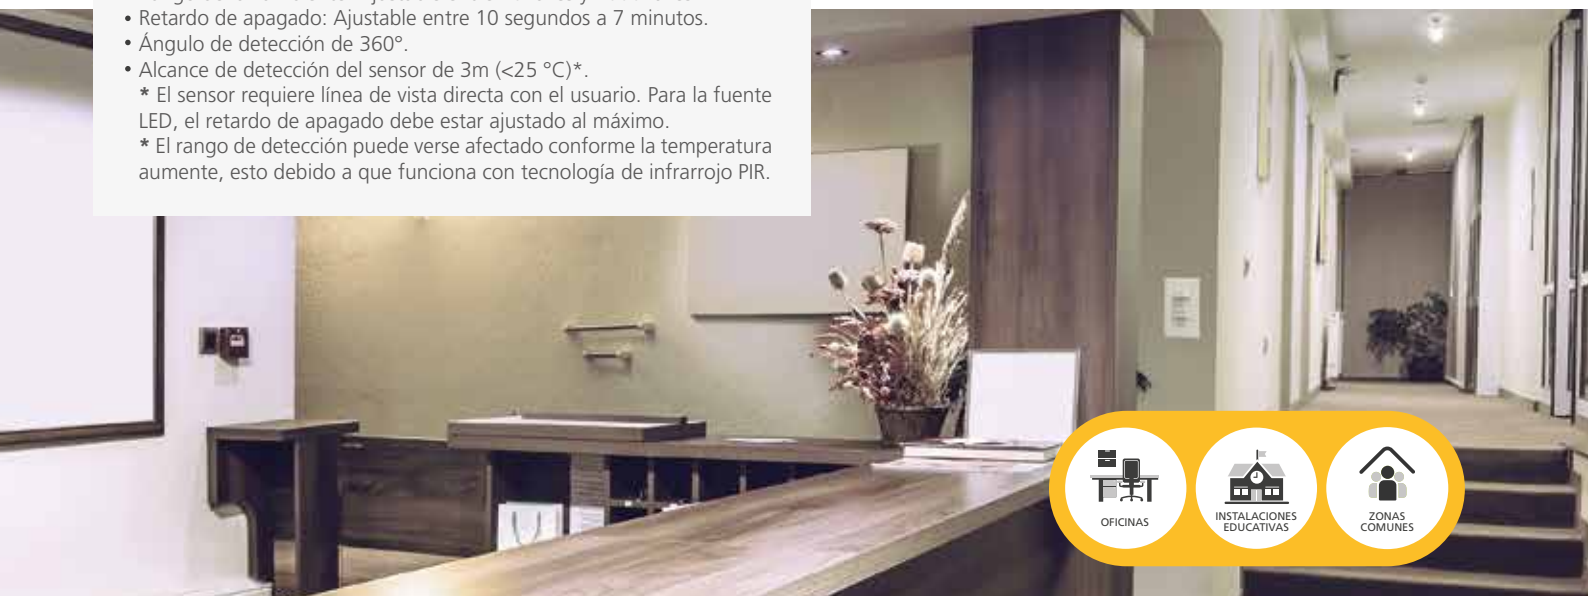 • Retardo de apagado: Ajustable entre 10 segundos a 7 minutos.
• Ángulo de detección de 360°.
• Alcance de detección del sensor de 3m (<25 °C)*.
* El sensor requiere línea de vista directa con el usuario. Para la fuente
LED, el retardo de apagado debe estar ajustado al máximo.
* El rango de detección puede verse afectado conforme la temperatura
aumente, esto debido a que funciona con tecnología de infrarrojo PIR.
OFICINAS
INSTALACIONES
EDUCATIVAS
ZONAS
COMUNES